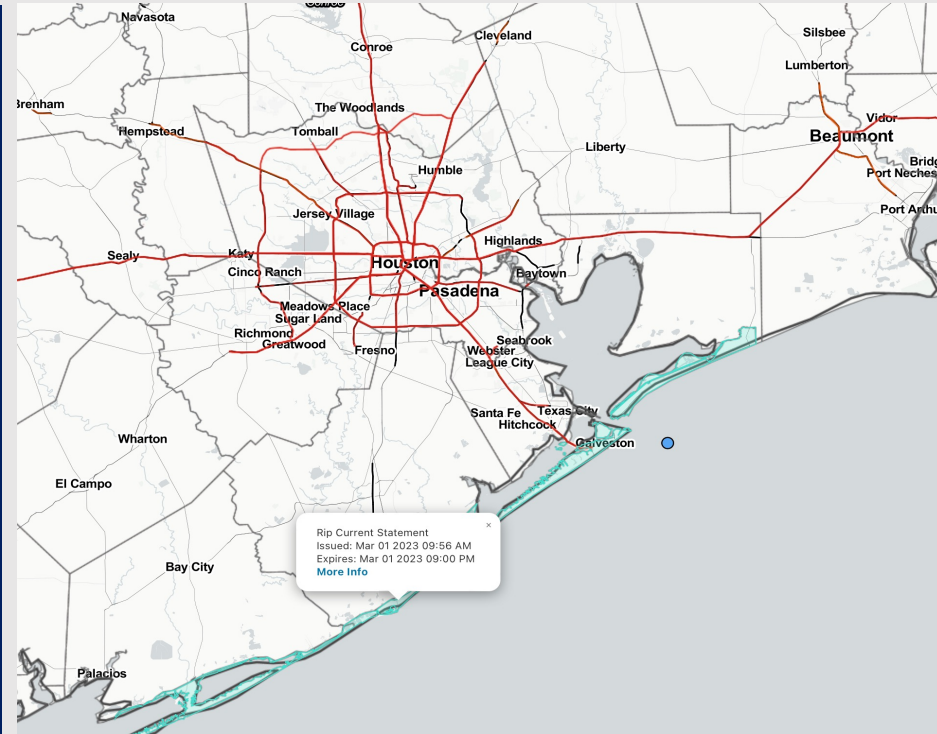 Conroe
Navasota
Silsbee
Cleveland
Conroe
Lumberton
Brenham
The Woodlands
Vidor
Hempstead
Tomball
Beaumont
Liberty
Bridg
Humble
Port Neches
Port Arthu
Jersey Village
Highlands
Sealy
Katy
Houston
Cinco Ranch
Baytown
Pasadena
Meadows Place
Sugar Land
Richmond
Seabrook
Greatwood
Fresno
Webster
League City
Santa Fe
Texas City
Hitchcock
Wharton
Galveston
El Campo
Rip Current Statement
×
Issued: Mar 01 2023 09:56 AM
Expires: Mar 01 2023 09:00 PM
More Info
Bay City
Palacios